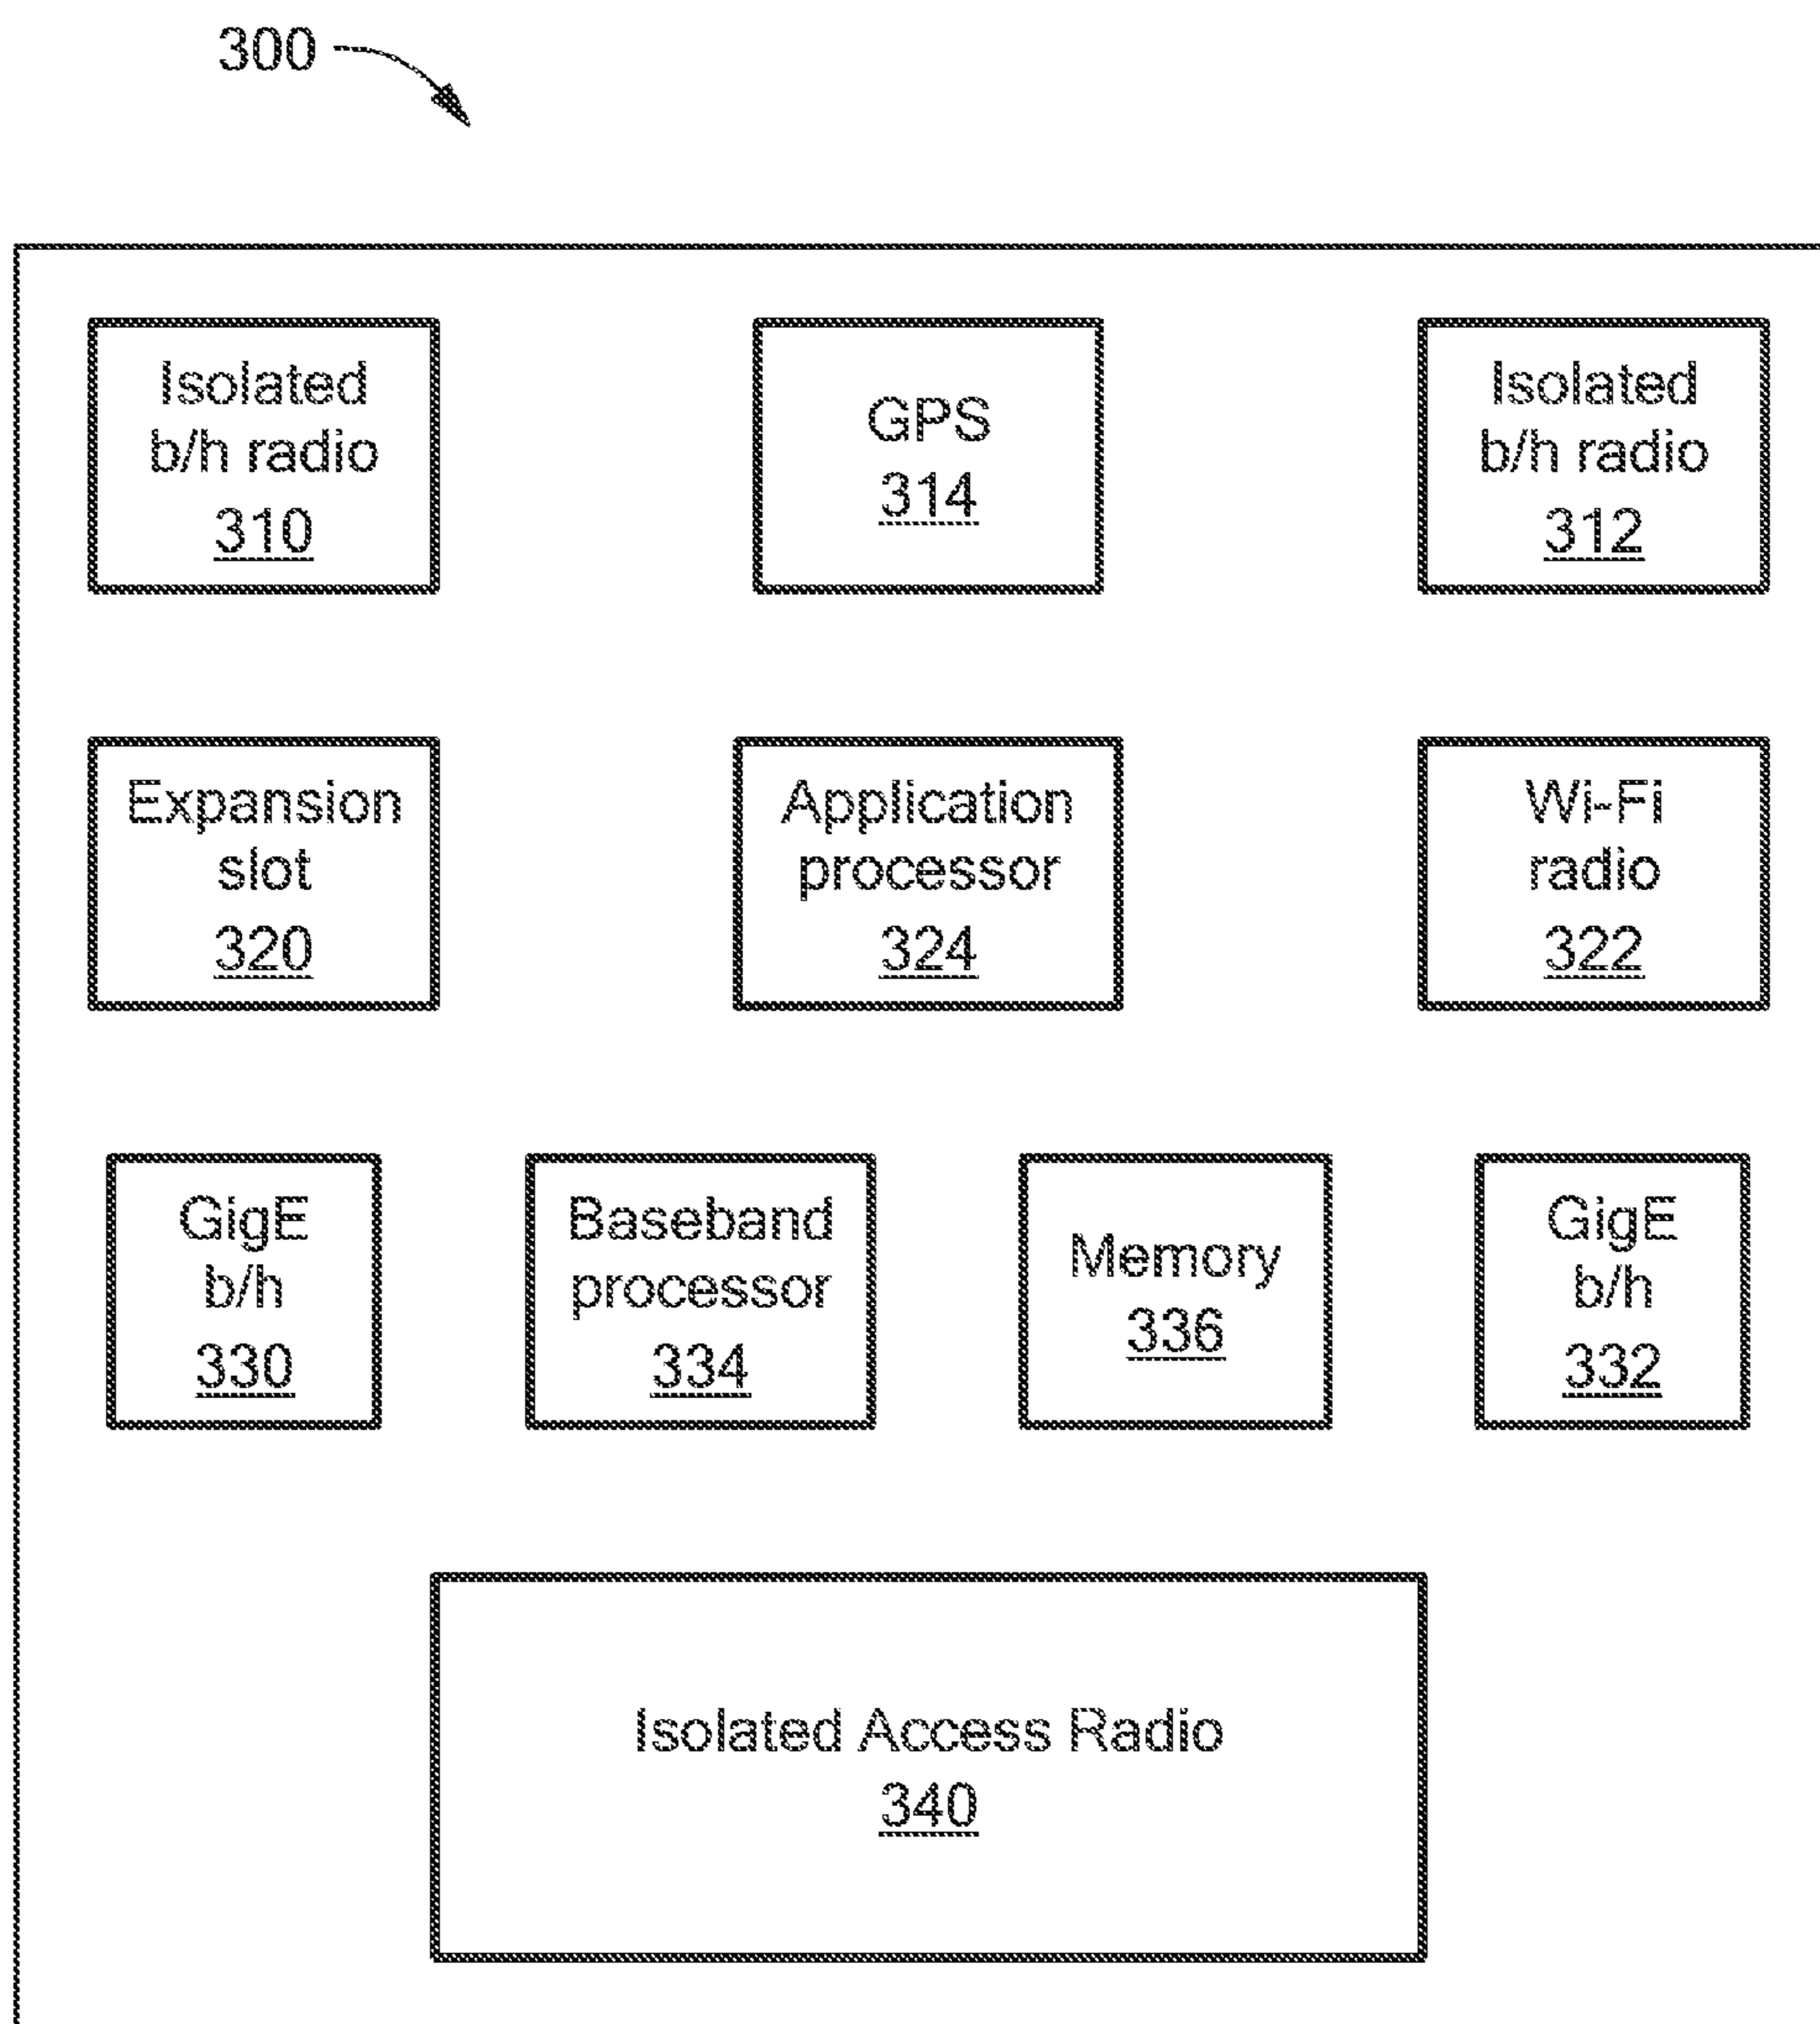 300
Isolated
b/h radio
310
GPS
314
Isolated
b/h radio
312
Expansion
slot
320
Application
processor
324
Wi-Fi
radio
322
GigE
b/h
330
Baseband
processor
334
Memory
336
GigE
b/h
332
Isolated Access Radio
340